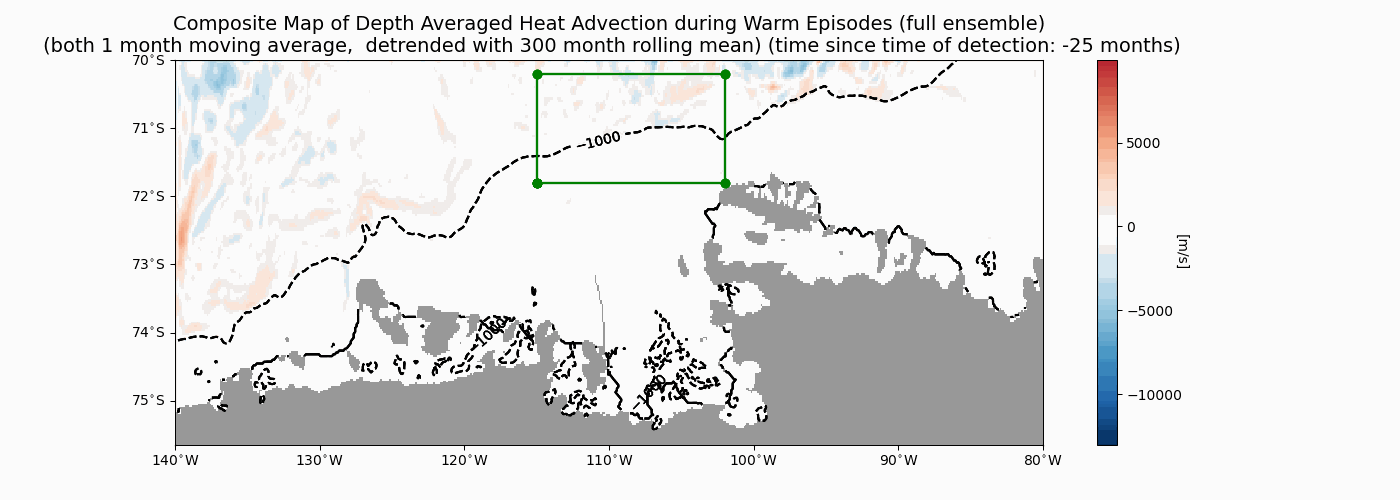 Composite Map of Depth Averaged Heat Advection during Warm Episodes (full ensemble)
(both 1 month moving average,  detrended with 300 month rolling mean) (time since time of detection: -25 months)
70°S
71°S
72°S
73°S
74°S
75°S
140°W
130°W
120°W
110°W
100°W
90°W
80°W
-1000
5000
0
−5000
−10000
[m/s]